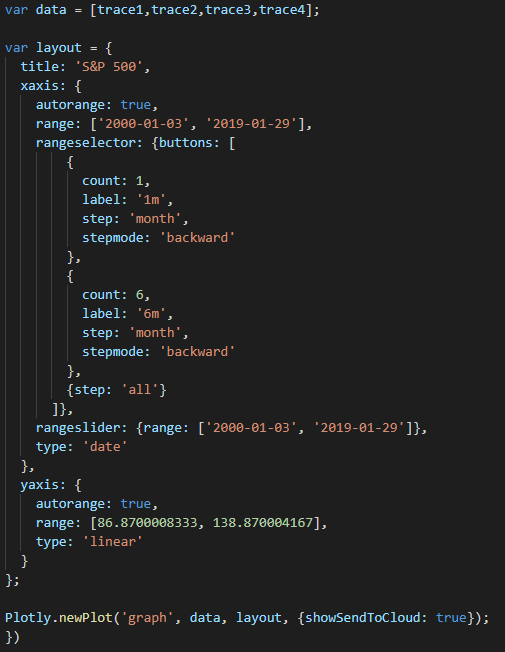 var data = [trace1,trace2,trace3,trace4];

var layout = {
  title: 'S&P 500',
  xaxis: {
    autorange: true,
    range: ['2000-01-03', '2019-01-29'],
    rangeselector: {buttons: [
        {
          count: 1,
          label: '1m',
          step: 'month',
          stepmode: 'backward'
        },
        {
          count: 6,
          label: '6m',
          step: 'month',
          stepmode: 'backward'
        },
        {step: 'all'}
      ]},
    rangeslider: {range: ['2000-01-03', '2019-01-29']},
    type: 'date'
  },
  yaxis: {
    autorange: true,
    range: [86.8700008333, 138.870004167],
    type: 'linear'
  }
};

Plotly.newPlot('graph', data, layout, {showSendToCloud: true});
})